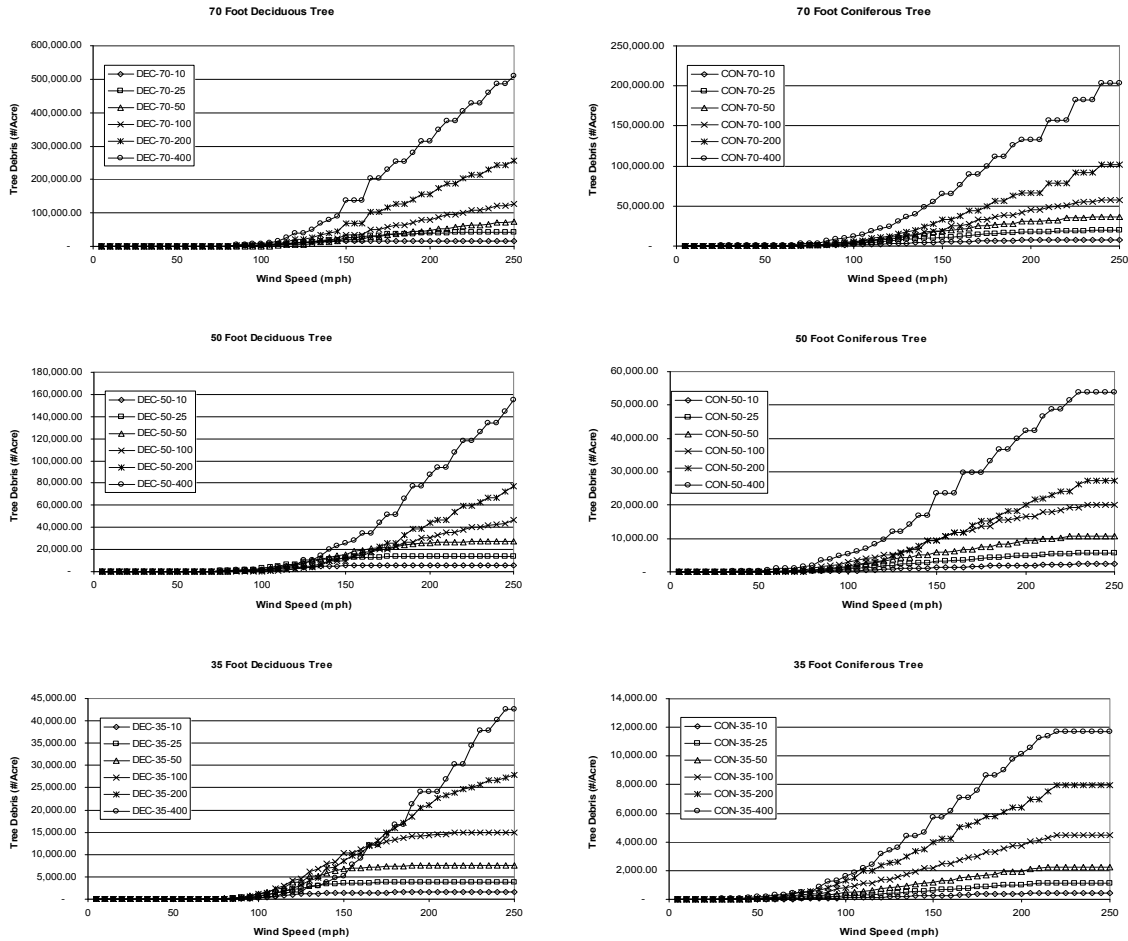 70 Foot Deciduous Tree
600,000.00
500,000.00
400,000.00
300,000.00
200,000.00
100,000.00
-
Tree Debris (#/Acre)
DEC-70-10
DEC-70-25
DEC-70-50
DEC-70-100
DEC-70-200
DEC-70-400
0 50 100 150 200 250
Wind Speed (mph)
70 Foot Coniferous Tree
250,000.00
200,000.00
150,000.00
100,000.00
50,000.00
-
Tree Debris (#/Acre)
CON-70-10
CON-70-25
CON-70-50
CON-70-100
CON-70-200
CON-70-400
0 50 100 150 200 250
Wind Speed (mph)
50 Foot Deciduous Tree
180,000.00
160,000.00
140,000.00
120,000.00
100,000.00
80,000.00
60,000.00
40,000.00
20,000.00
-
Tree Debris (#/Acre)
DEC-50-10
DEC-50-25
DEC-50-50
DEC-50-100
DEC-50-200
DEC-50-400
0 50 100 150 200 250
Wind Speed (mph)
50 Foot Coniferous Tree
60,000.00
50,000.00
40,000.00
30,000.00
20,000.00
10,000.00
-
Tree Debris (#/Acre)
CON-50-10
CON-50-25
CON-50-50
CON-50-100
CON-50-200
CON-50-400
0 50 100 150 200 250
Wind Speed (mph)
35 Foot Deciduous Tree
45,000.00
40,000.00
35,000.00
30,000.00
25,000.00
20,000.00
15,000.00
10,000.00
5,000.00
-
Tree Debris (#/Acre)
DEC-35-10
DEC-35-25
DEC-35-50
DEC-35-100
DEC-35-200
DEC-35-400
0 50 100 150 200 250
Wind Speed (mph)
35 Foot Coniferous Tree
14,000.00
12,000.00
10,000.00
8,000.00
6,000.00
4,000.00
2,000.00
-
Tree Debris (#/Acre)
CON-35-10
CON-35-25
CON-35-50
CON-35-100
CON-35-200
CON-35-400
0 50 100 150 200 250
Wind Speed (mph)